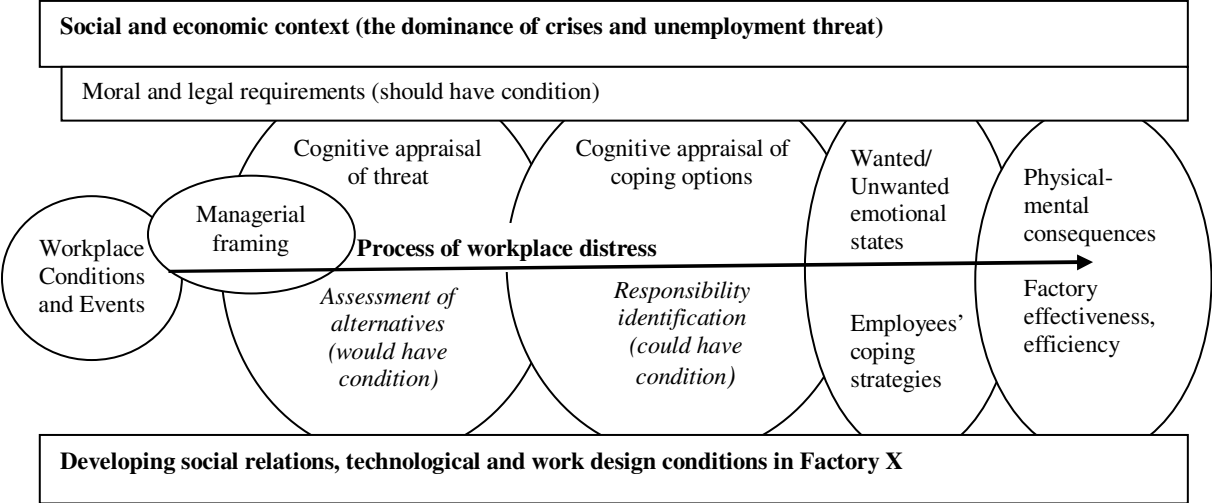 Social and economic context (the dominance of crises and unemployment threat)
Moral and legal requirements (should have condition)
Workplace
Conditions
and Events
Managerial
framing
Cognitive appraisal
of threat
Cognitive appraisal of
coping options
Wanted/
Unwanted
emotional
states
Physical-
mental
consequences
Process of workplace distress
Assessment of
alternatives
(would have
condition)
Responsibility
identification
(could have
condition)
Employees’
coping
strategies
Factory
effectiveness,
efficiency
Developing social relations, technological and work design conditions in Factory X